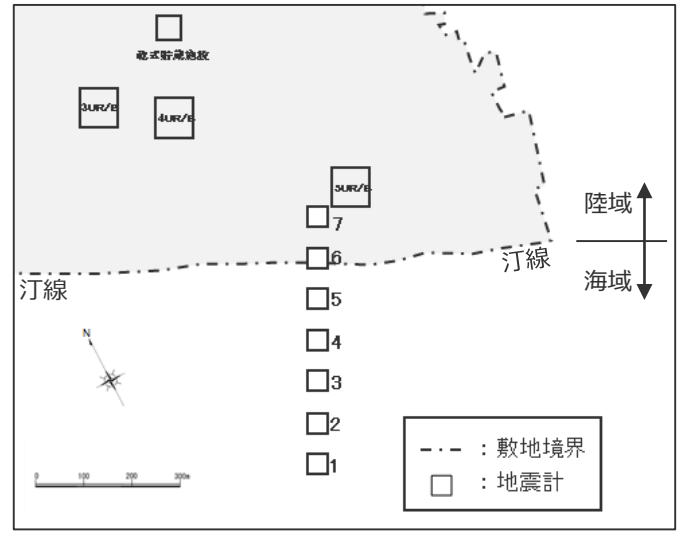 乾式貯蔵施設
3UR/B
4UR/B
5UR/B
7
陸域
6
汀線
海域
汀線
5
N
4
3
2
1
0 100 200 300m
：敷地境界
：地震計